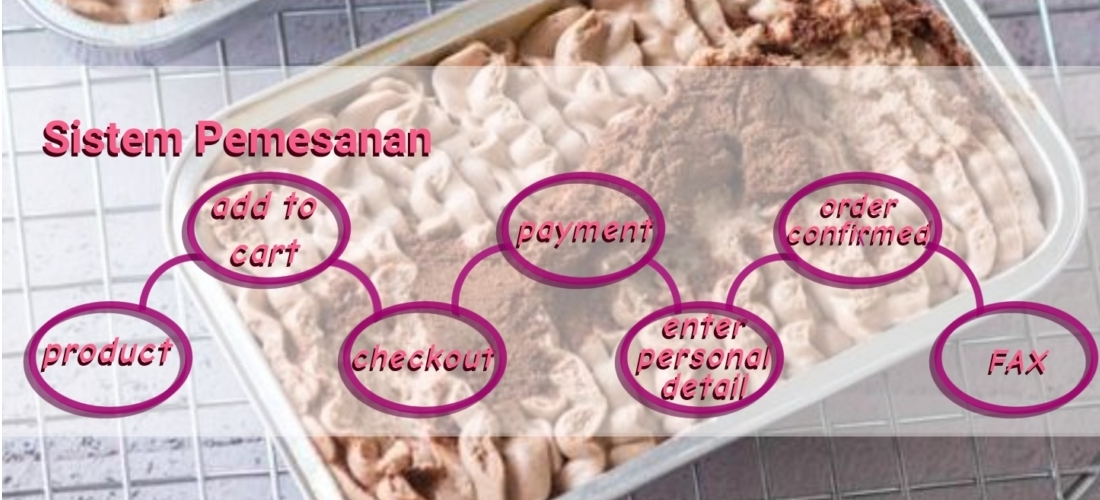 Sistem Pemesanan
product
add to
cart
checkout
payment
enter
personal
detail
order
confirmed
FAX